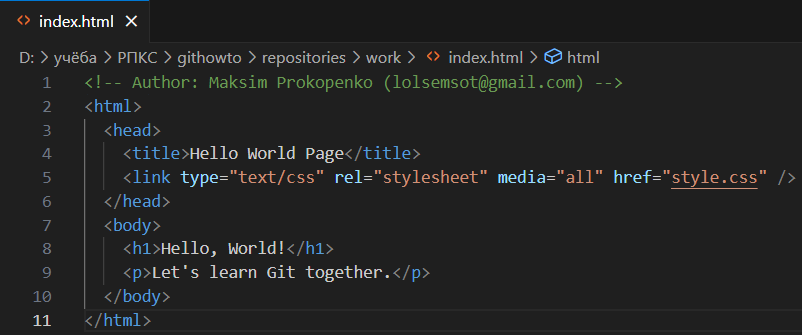 index.html
D: > учёба > РПКС > githowto > repositories > work > index.html > html
1 <!-- Author: Maksim Prokopenko (lolsemsot@gmail.com) -->
2 <html>
3   <head>
4     <title>Hello World Page</title>
5     <link type="text/css" rel="stylesheet" media="all" href="style.css" />
6   </head>
7   <body>
8     <h1>Hello, World!</h1>
9     <p>Let's learn Git together.</p>
10   </body>
11 </html>